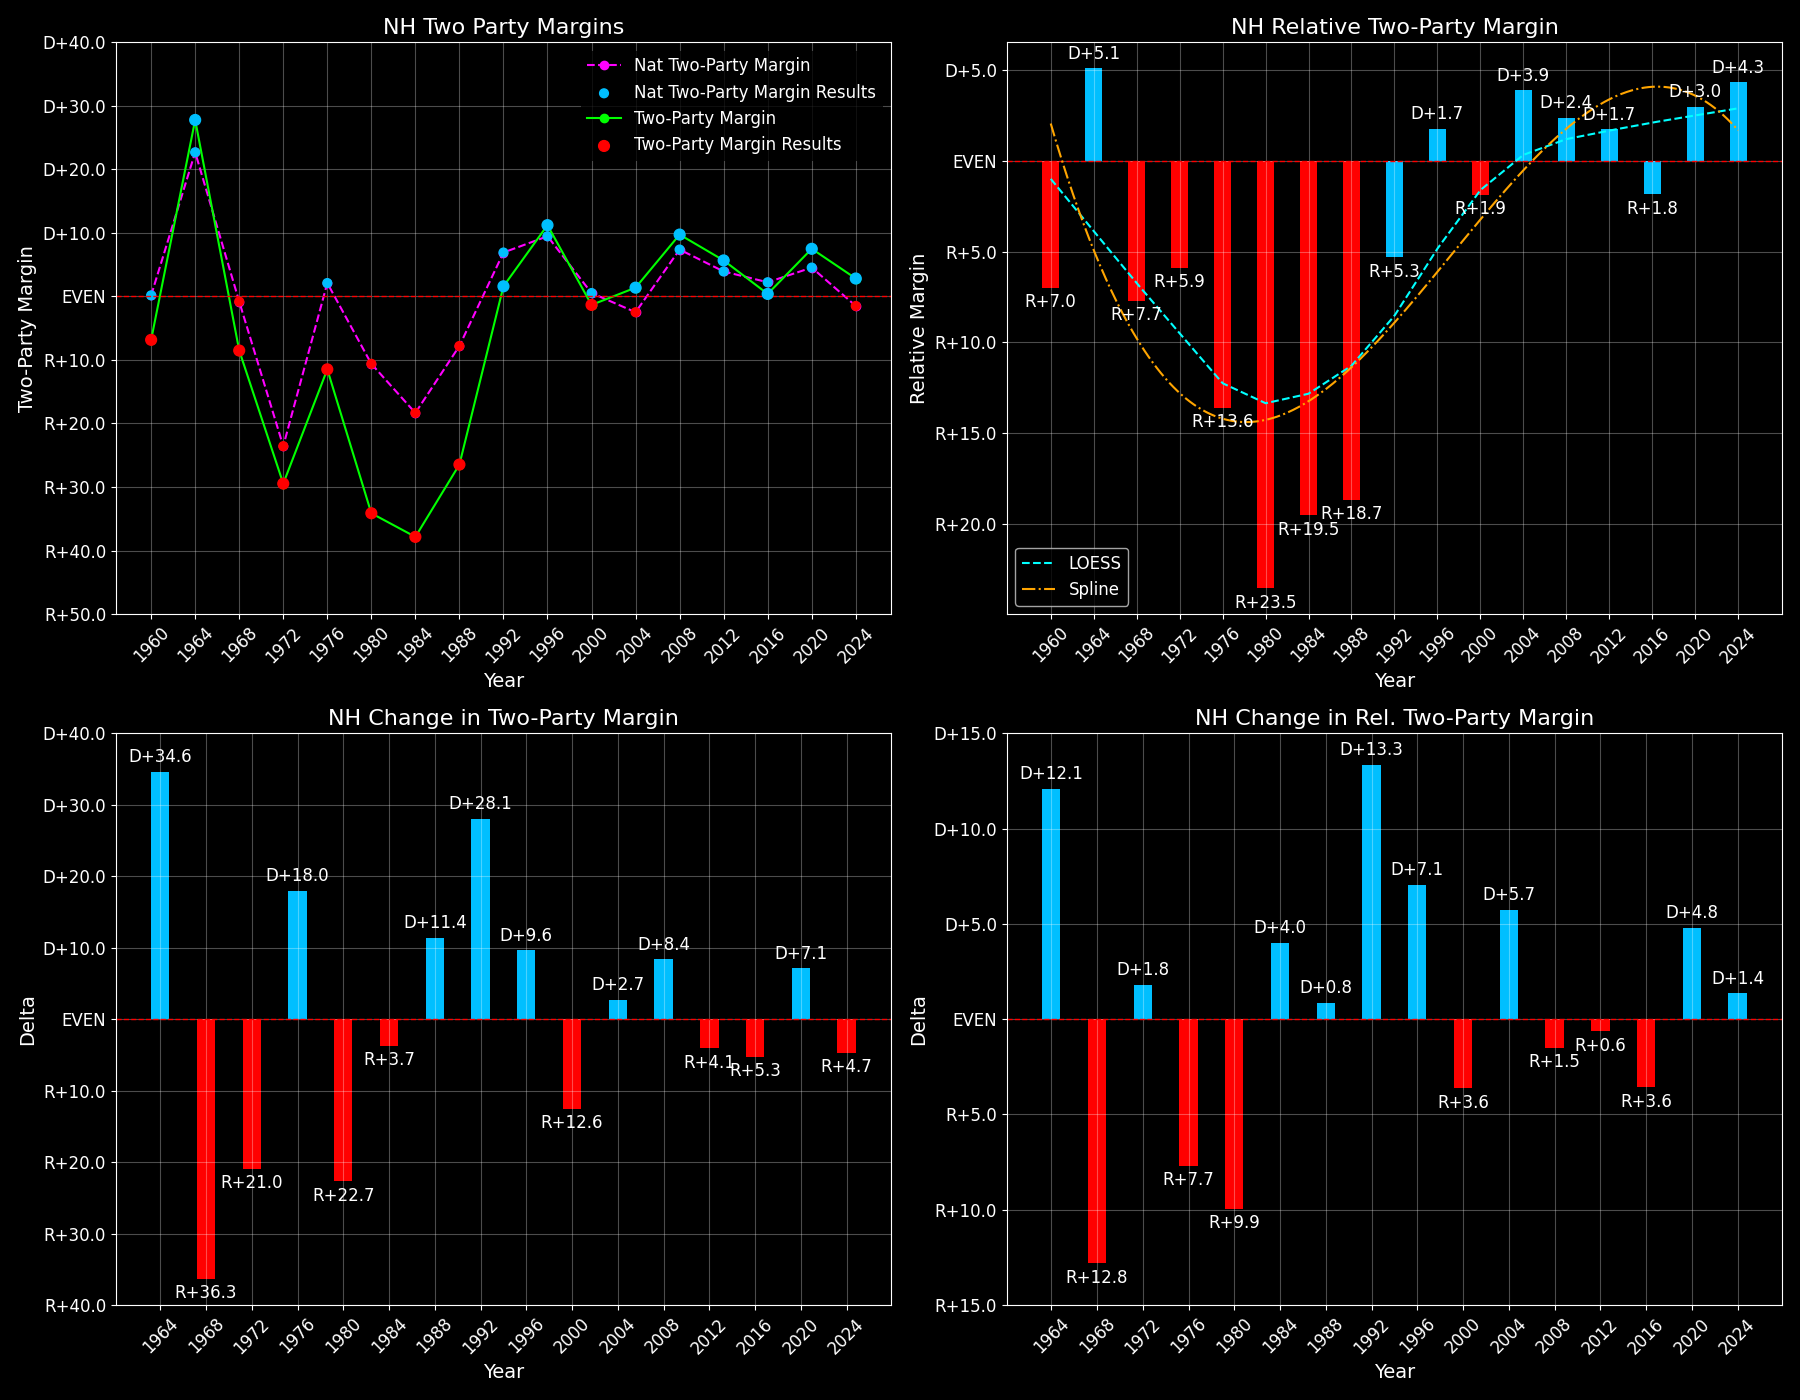 NH Two Party Margins
D+40.0
D+30.0
D+20.0
D+10.0
EVEN
R+10.0
R+20.0
R+30.0
R+40.0
R+50.0
Two-Party Margin
Nat Two-Party Margin
Nat Two-Party Margin Results
Two-Party Margin
Two-Party Margin Results
1960 1964 1968 1972 1976 1980 1984 1988 1992 1996 2000 2004 2008 2012 2016 2020 2024
Year
NH Relative Two-Party Margin
D+5.0
EVEN
R+5.0
R+10.0
R+15.0
R+20.0
Relative Margin
R+7.0
D+5.1
R+7.7
R+5.9
R+13.6
R+23.5
R+19.5
R+18.7
R+5.3
D+1.7
R+1.9
D+3.9
D+2.4
D+1.7
R+1.8
D+3.0
D+4.3
LOESS
Spline
1960 1964 1968 1972 1976 1980 1984 1988 1992 1996 2000 2004 2008 2012 2016 2020 2024
Year
NH Change in Two-Party Margin
D+40.0
D+30.0
D+20.0
D+10.0
EVEN
R+10.0
R+20.0
R+30.0
R+40.0
Delta
D+34.6
R+36.3
R+21.0
D+18.0
R+22.7
R+3.7
D+11.4
D+28.1
D+9.6
R+12.6
D+2.7
D+8.4
R+4.1
R+5.3
D+7.1
R+4.7
1964 1968 1972 1976 1980 1984 1988 1992 1996 2000 2004 2008 2012 2016 2020 2024
Year
NH Change in Rel. Two-Party Margin
D+15.0
D+10.0
D+5.0
EVEN
R+5.0
R+10.0
R+15.0
Delta
D+12.1
R+12.8
D+1.8
R+7.7
R+9.9
D+4.0
D+0.8
D+13.3
D+7.1
R+3.6
D+5.7
R+1.5
R+0.6
R+3.6
D+4.8
D+1.4
1964 1968 1972 1976 1980 1984 1988 1992 1996 2000 2004 2008 2012 2016 2020 2024
Year